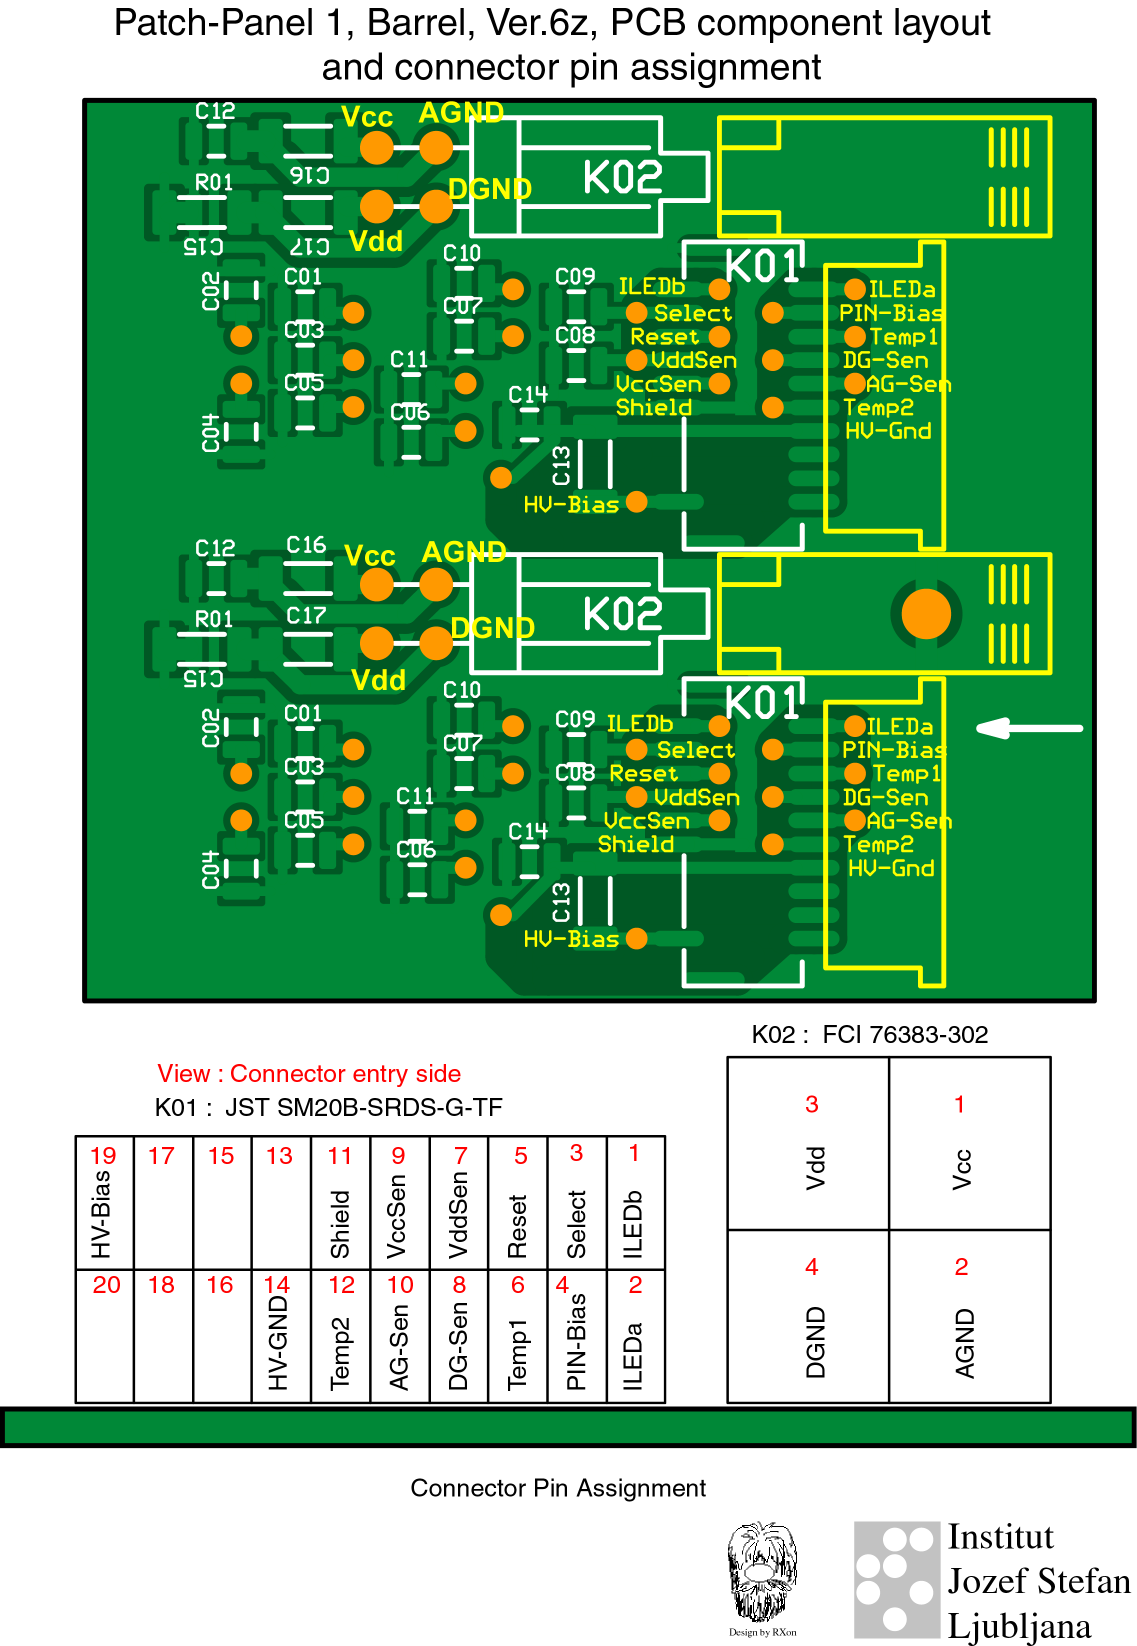 Patch-Panel 1, Barrel, Ver.6z, PCB component layout
and connector pin assignment
C12
C16
Vcc
AGND
K02
R01
C15
C17
Vdd
DGND
C02
C01
C10
C09
ILEDb
K01
ILEDa
C03
C07
Select
PIN-Bias
C08
Reset
Temp1
C11
VddSen
DG-Sen
C05
VccSen
AG-Sen
C04
C06
C14
Shield
Temp2
HV-Gnd
C13
HV-Bias
C12
C16
Vcc
AGND
K02
R01
C15
C17
Vdd
DGND
C02
C01
C10
C09
ILEDb
K01
ILEDa
C03
C07
Select
PIN-Bias
C08
Reset
Temp1
C11
VddSen
DG-Sen
C05
VccSen
AG-Sen
C04
C06
C14
Shield
Temp2
HV-Gnd
C13
HV-Bias
K02 : FCI 76383-302
View : Connector entry side
K01 : JST SM20B-SRDS-G-TF
19 17 15 13 11 9 7 5 3 1
HV-Bias Shield VccSen VddSen Reset Select ILEDb
20 18 16 14 12 10 8 6 4 2
HV-GND Temp2 AG-Sen DG-Sen Temp1 PIN-Bias ILEDa
3 1
Vdd Vcc
4 2
DGND AGND
Connector Pin Assignment
Design by RXon
Institut
Jozef Stefan
Ljubljana